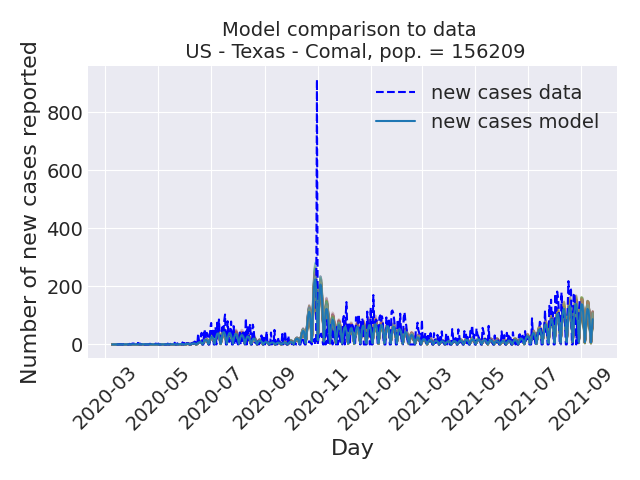 Model comparison to data
US - Texas - Comal, pop. = 156209
Number of new cases reported
800
600
400
200
0
new cases data
new cases model
2020-03
2020-05
2020-07
2020-09
2020-11
2021-01
2021-03
2021-05
2021-07
2021-09
Day